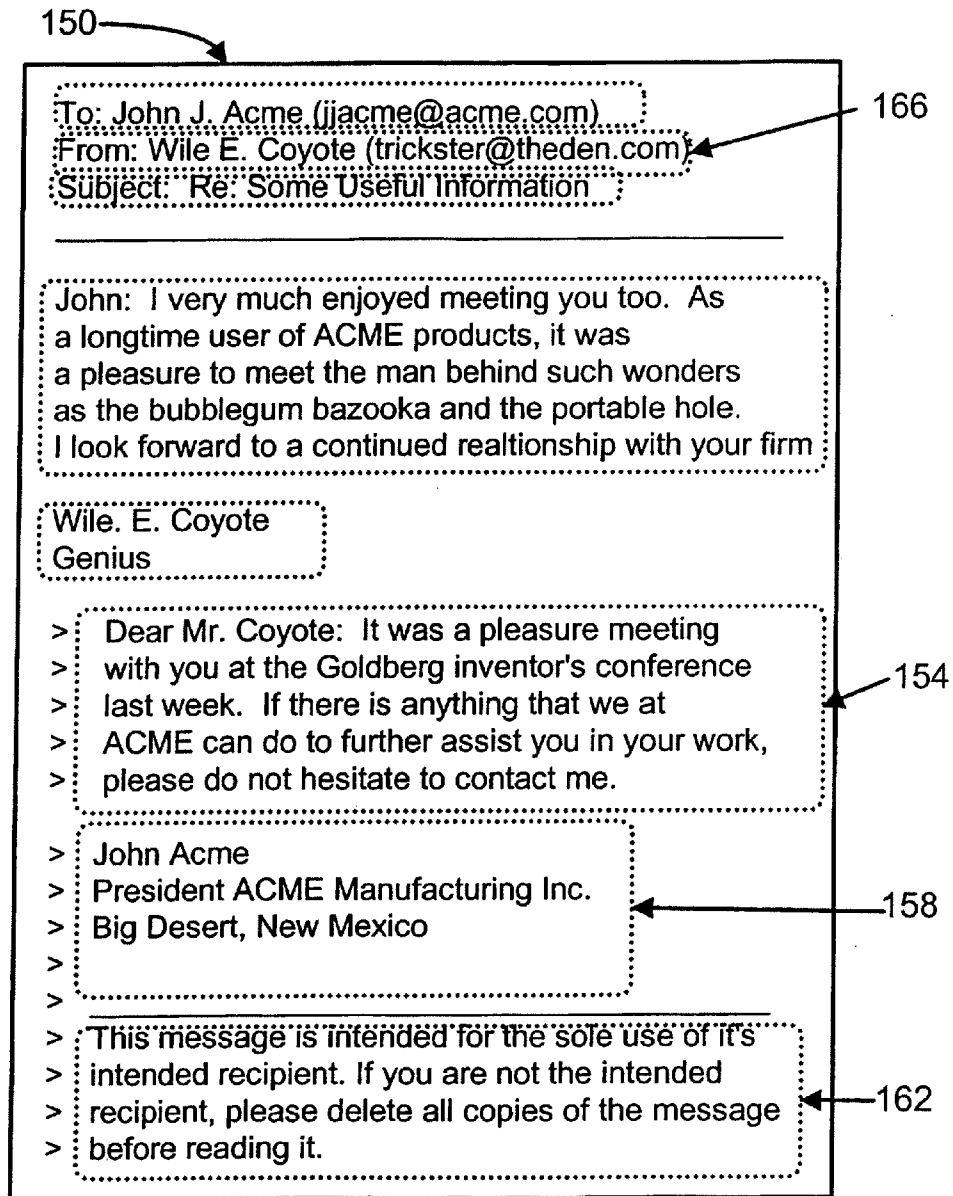 150
To: John J. Acme (jjacme@acme.com)
166
From: Wile E. Coyote (trickster@theden.com)
Subject: Re: Some Useful Information
John: I very much enjoyed meeting you too. As
a longtime user of ACME products, it was
a pleasure to meet the man behind such wonders
as the bubblegum bazooka and the portable hole.
I look forward to a continued realtionship with your firm
Wile. E. Coyote
Genius
> Dear Mr. Coyote: It was a pleasure meeting
> with you at the Goldberg inventor's conference
154
> last week. If there is anything that we at
> ACME can do to further assist you in your work,
> please do not hesitate to contact me.
> John Acme
> President ACME Manufacturing Inc.
158
> Big Desert, New Mexico
>
>
> This message is intended for the sole use of it's
> intended recipient. If you are not the intended
162
> recipient, please delete all copies of the message
> before reading it.